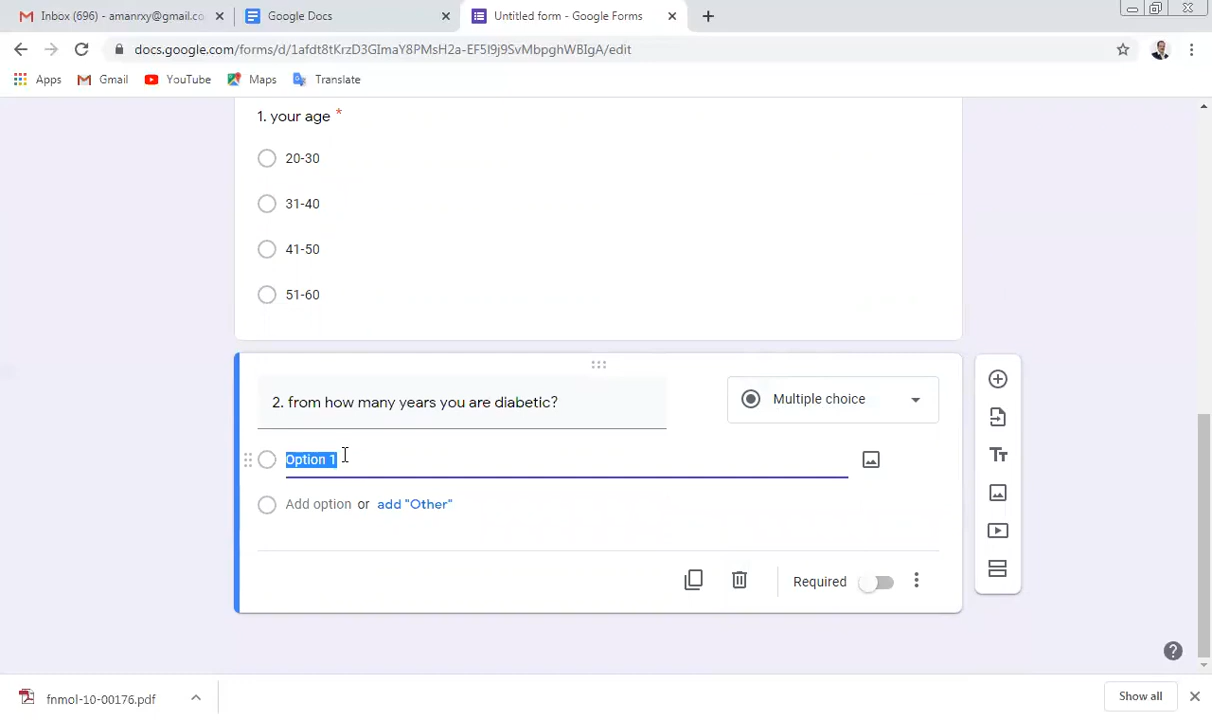 Inbox (696) - amanrxy@gmail.co
Google Docs
Untitled form - Google Forms
docs.google.com/forms/d/1afdt8tKrzD3GImaY8PMsH2a-EF5I9j9SvMbpghWBIgA/edit
Apps
Gmail
YouTube
Maps
Translate
1. your age *
20-30
31-40
41-50
51-60
2. from how many years you are diabetic?
Multiple choice
Option 1
Add option or add "Other"
Required
Tт
fnmol-10-00176.pdf
Show all